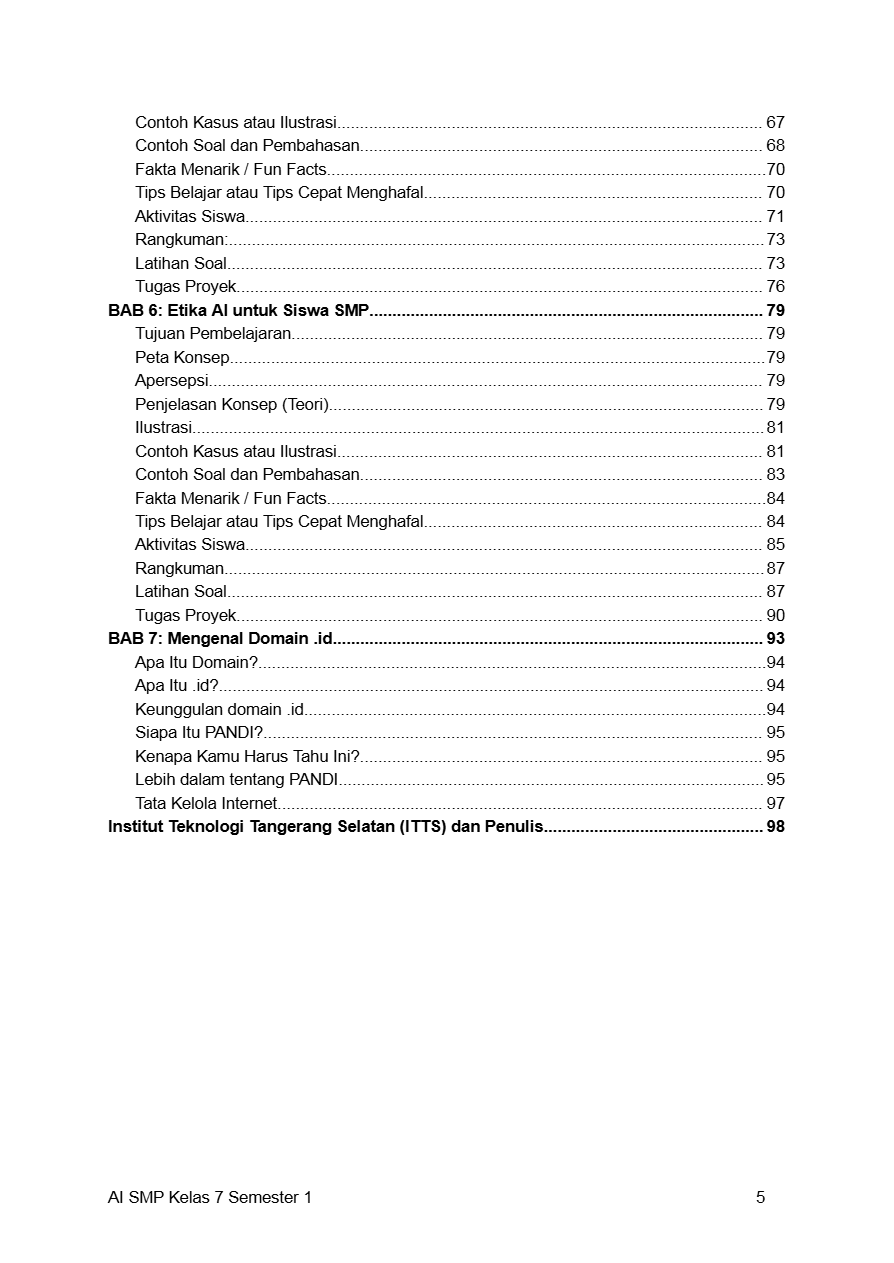 Contoh Kasus atau Ilustrasi............................................................................................. 67
Contoh Soal dan Pembahasan........................................................................................ 68
Fakta Menarik / Fun Facts................................................................................................70
Tips Belajar atau Tips Cepat Menghafal.......................................................................... 70
Aktivitas Siswa................................................................................................................. 71
Rangkuman:.....................................................................................................................73
Latihan Soal..................................................................................................................... 73
Tugas Proyek................................................................................................................... 76
BAB 6: Etika AI untuk Siswa SMP...................................................................................... 79
Tujuan Pembelajaran....................................................................................................... 79
Peta Konsep.....................................................................................................................79
Apersepsi......................................................................................................................... 79
Penjelasan Konsep (Teori)............................................................................................... 79
Ilustrasi.............................................................................................................................81
Contoh Kasus atau Ilustrasi............................................................................................. 81
Contoh Soal dan Pembahasan........................................................................................ 83
Fakta Menarik / Fun Facts................................................................................................84
Tips Belajar atau Tips Cepat Menghafal.......................................................................... 84
Aktivitas Siswa................................................................................................................. 85
Rangkuman......................................................................................................................87
Latihan Soal..................................................................................................................... 87
Tugas Proyek................................................................................................................... 90
BAB 7: Mengenal Domain .id.............................................................................................. 93
Apa Itu Domain?...............................................................................................................94
Apa Itu .id?....................................................................................................................... 94
Keunggulan domain .id.....................................................................................................94
Siapa Itu PANDI?............................................................................................................. 95
Kenapa Kamu Harus Tahu Ini?........................................................................................ 95
Lebih dalam tentang PANDI............................................................................................. 95
Tata Kelola Internet.......................................................................................................... 97
Institut Teknologi Tangerang Selatan (ITTS) dan Penulis................................................ 98
AI SMP Kelas 7 Semester 1 5